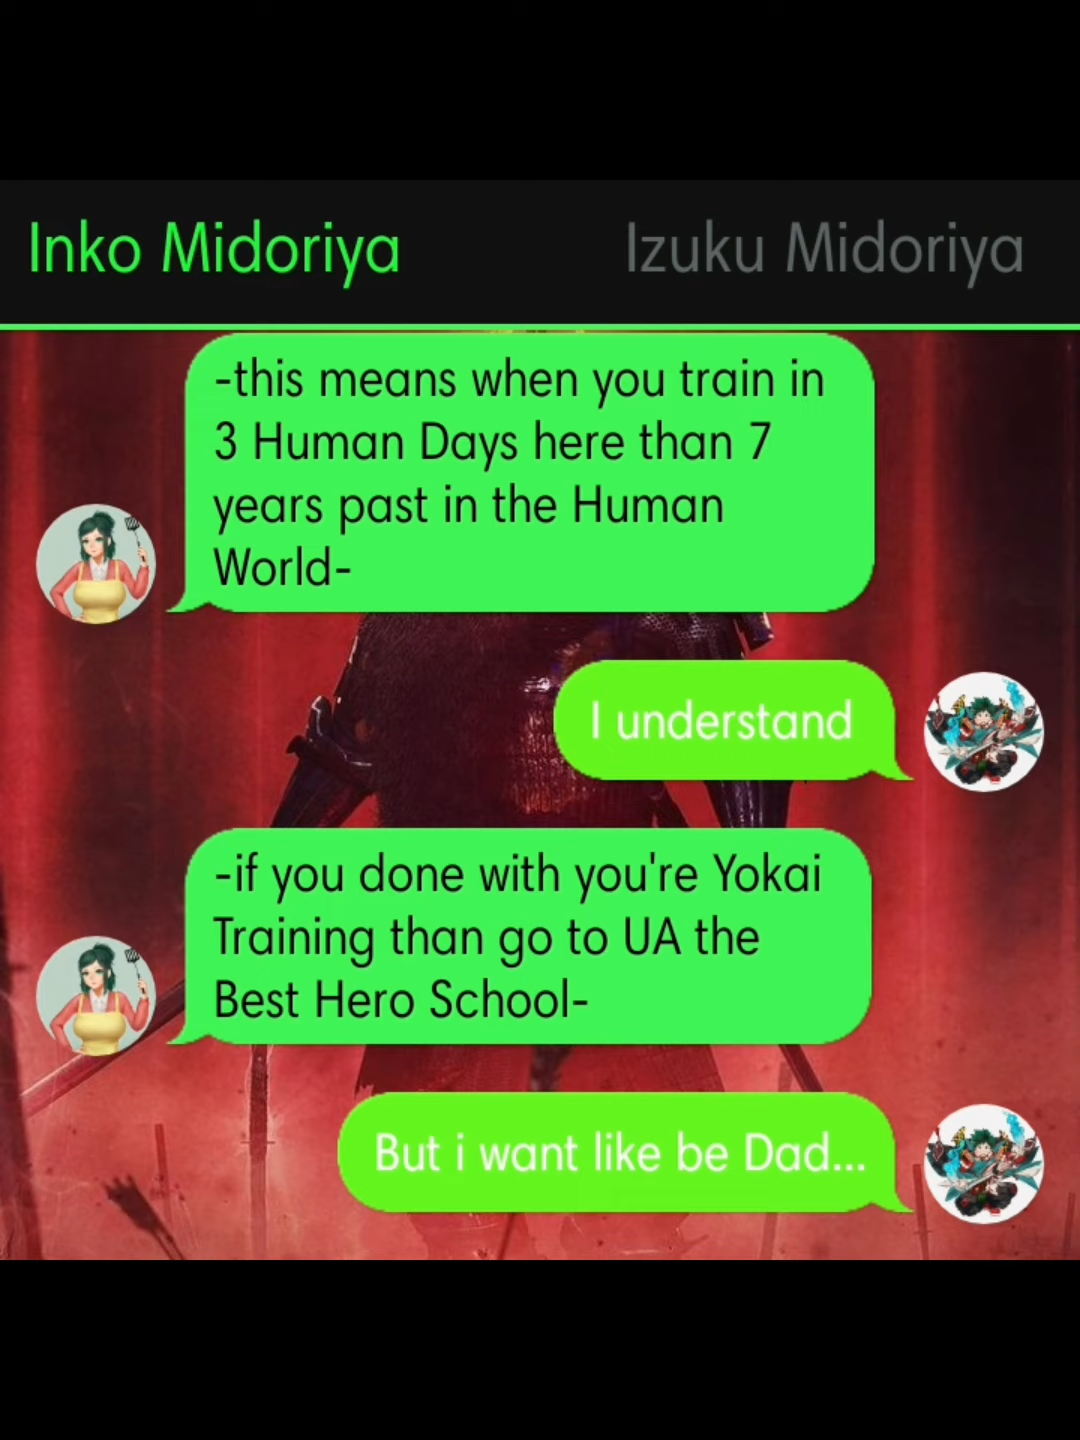 Inko Midoriya
Izuku Midoriya
-this means when you train in
3 Human Days here than 7
years past in the Human
World-
I understand
-if you done with you're Yokai
Training than go to UA the
Best Hero School-
But i want like be Dad...